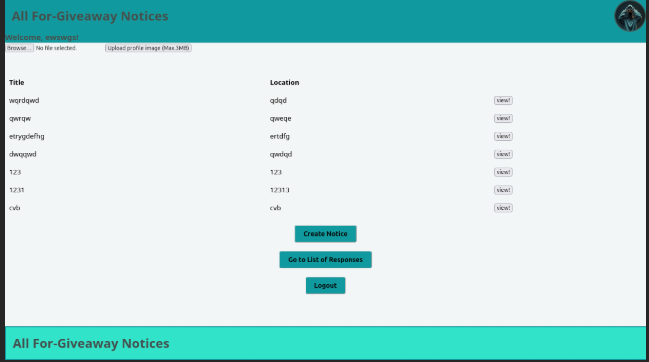 All For-Giveaway Notices
Welcome, ewswgs!
Browse... No file selected. Upload profile image (Max.3MB)
Title Location
wqrdqwd qdqd view!
qwrqw qweqe view!
etrygdefhg ertdfg view!
dwqqwd qwdqd view!
123 123 view!
1231 12313 view!
cvb cvb view!
Create Notice
Go to List of Responses
Logout
All For-Giveaway Notices